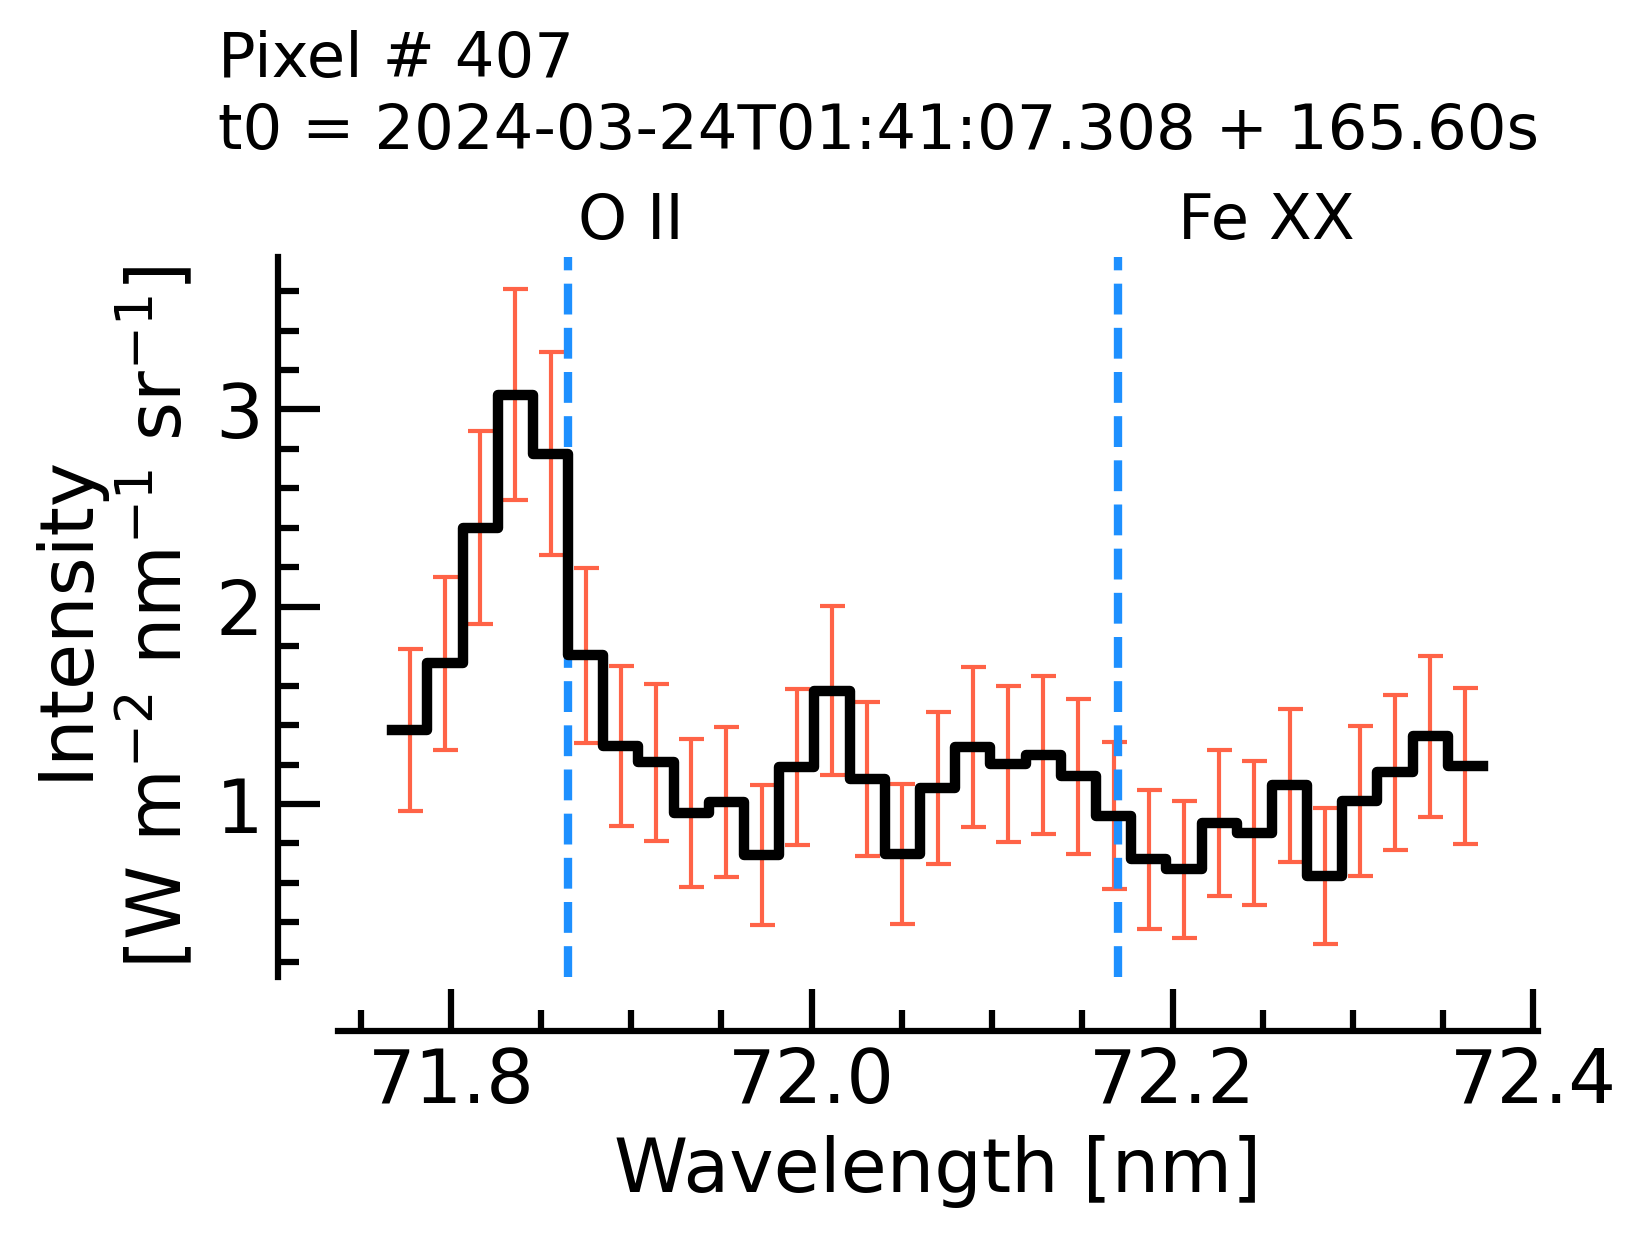 Pixel # 407
t0 = 2024-03-24T01:41:07.308 + 165.60s
O II
Fe XX
Intensity
[W m⁻² nm⁻¹ sr⁻¹]
3
2
1
71.8
72.0
72.2
72.4
Wavelength [nm]